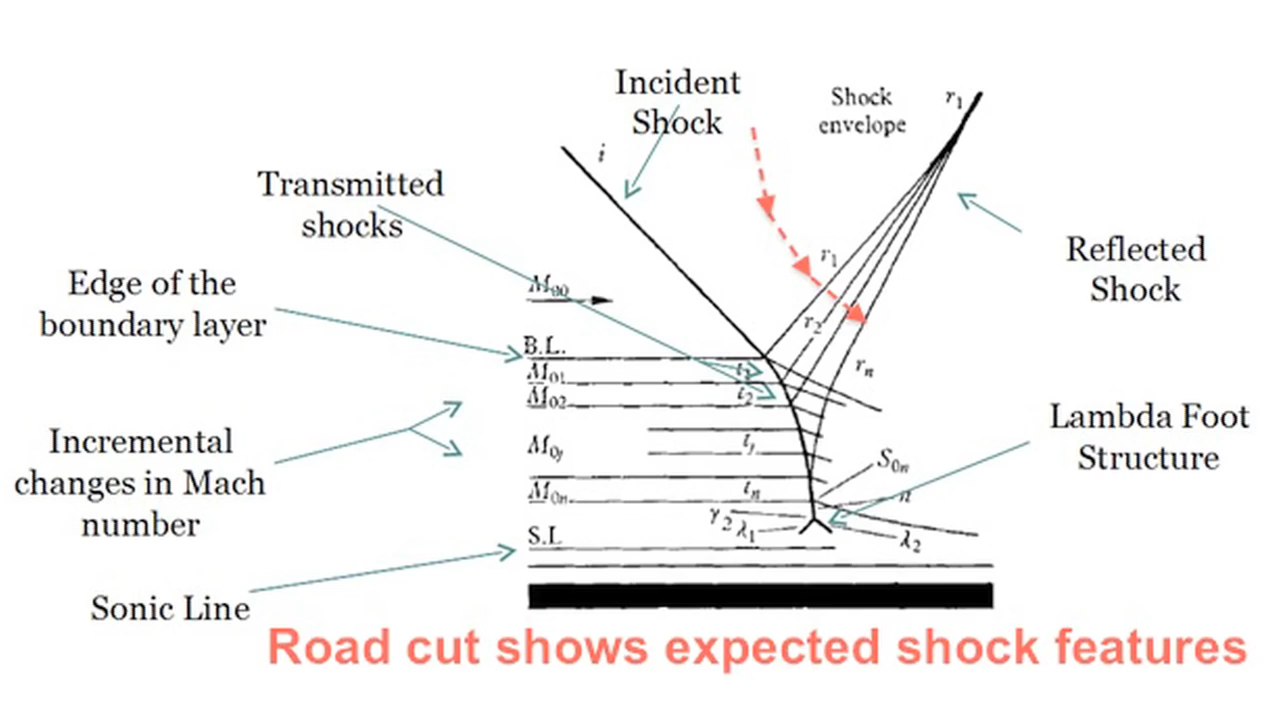 Incident
Shock
Shock
envelope
r1
i
Transmitted
shocks
Reflected
Shock
r1
M00
Edge of the
boundary layer
r2
B.L.
M01
t1
rn
M02
t2
Lambda Foot
Structure
Incremental
changes in Mach
number
M0j
tj
S0n
M0n
tn
n
γ2
λ1
λ2
S.L
Sonic Line
Road cut shows expected shock features